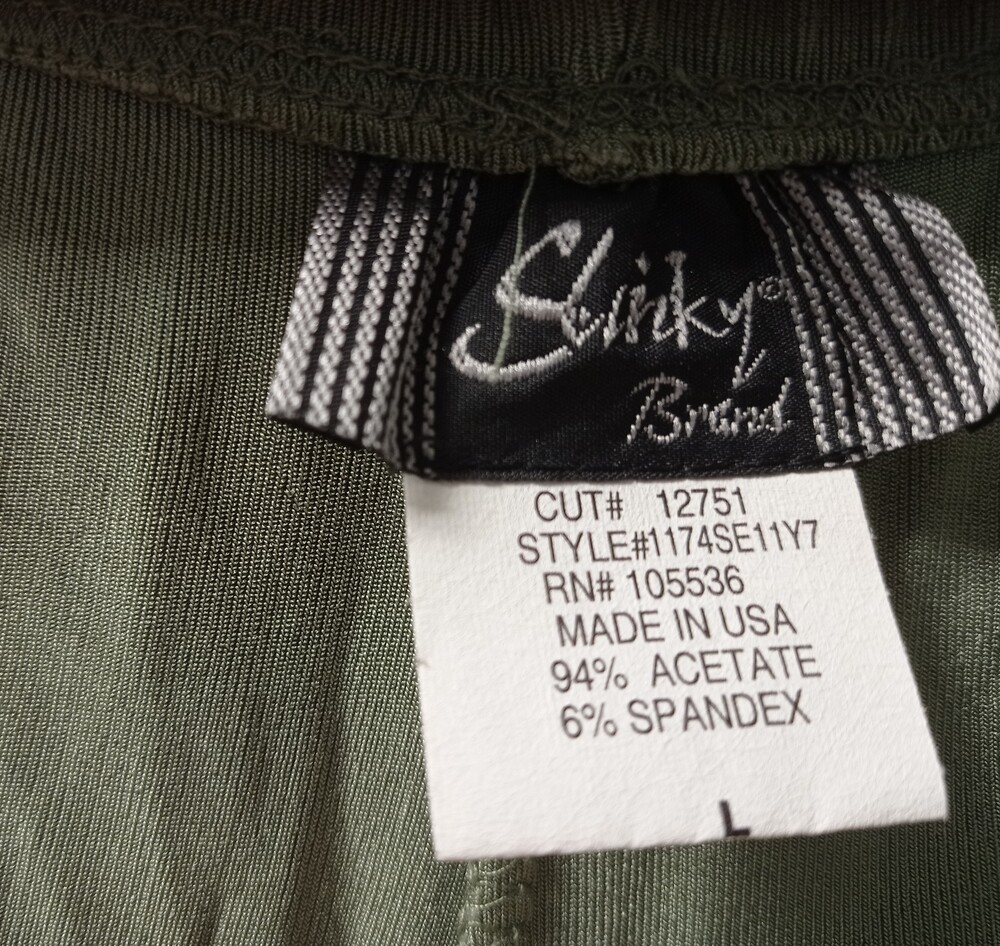 Slinky®
Brand
CUT# 12751
STYLE#1174SE11Y7
RN# 105536
MADE IN USA
94% ACETATE
6% SPANDEX
L